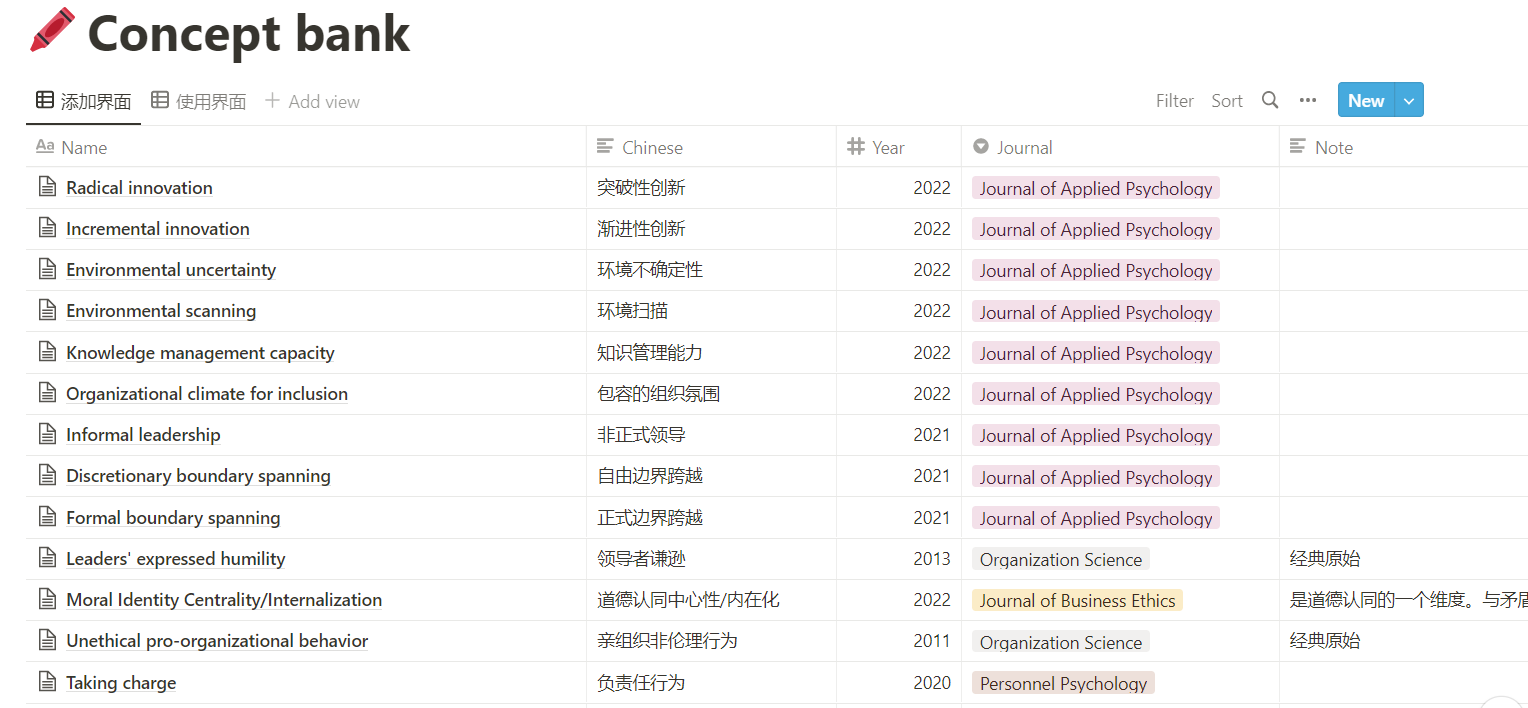 Concept bank
添加界面 使用界面 Add view Filter Sort New
Aa Name Chinese Year Journal Note
Radical innovation 突破性创新 2022 Journal of Applied Psychology
Incremental innovation 渐进性创新 2022 Journal of Applied Psychology
Environmental uncertainty 环境不确定性 2022 Journal of Applied Psychology
Environmental scanning 环境扫描 2022 Journal of Applied Psychology
Knowledge management capacity 知识管理能力 2022 Journal of Applied Psychology
Organizational climate for inclusion 包容的组织氛围 2022 Journal of Applied Psychology
Informal leadership 非正式领导 2021 Journal of Applied Psychology
Discretionary boundary spanning 自由边界跨越 2021 Journal of Applied Psychology
Formal boundary spanning 正式边界跨越 2021 Journal of Applied Psychology
Leaders' expressed humility 领导者谦逊 2013 Organization Science 经典原始
Moral Identity Centrality/Internalization 道德认同中心性/内在化 2022 Journal of Business Ethics 是道德认同的一个维度。与矛盾
Unethical pro-organizational behavior 亲组织非伦理行为 2011 Organization Science 经典原始
Taking charge 负责任行为 2020 Personnel Psychology